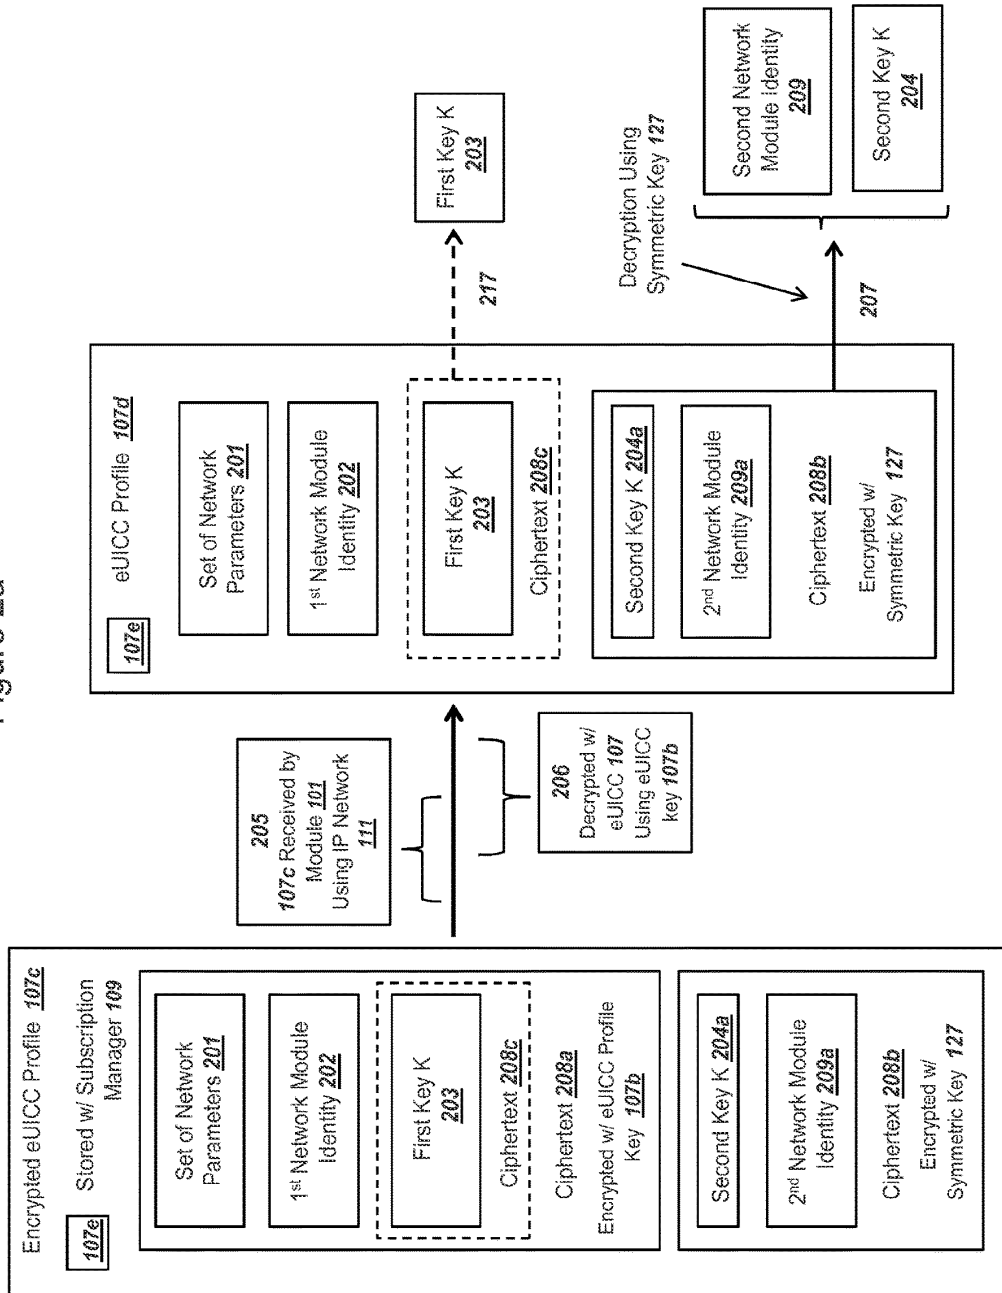 Figure 2a
Encrypted eUICC Profile 107c
107e
Stored w/ Subscription
Manager 109
Set of Network
Parameters 201
1st Network Module
Identity 202
First Key K
203
Ciphertext 208c
Ciphertext 208a
Encrypted w/ eUICC Profile
Key 107b
Second Key K 204a
2nd Network Module
Identity 209a
Ciphertext 208b
Encrypted w/
Symmetric Key 127
205
107c Received by
Module 101
Using IP Network
111
206
Decrypted w/
eUICC 107
Using eUICC
key 107b
107e
eUICC Profile 107d
Set of Network
Parameters 201
1st Network Module
Identity 202
First Key K
203
Ciphertext 208c
Second Key K 204a
2nd Network Module
Identity 209a
Ciphertext 208b
Encrypted w/
Symmetric Key 127
217
First Key K
203
Decryption Using
Symmetric Key 127
207
Second Network
Module Identity
209
Second Key K
204